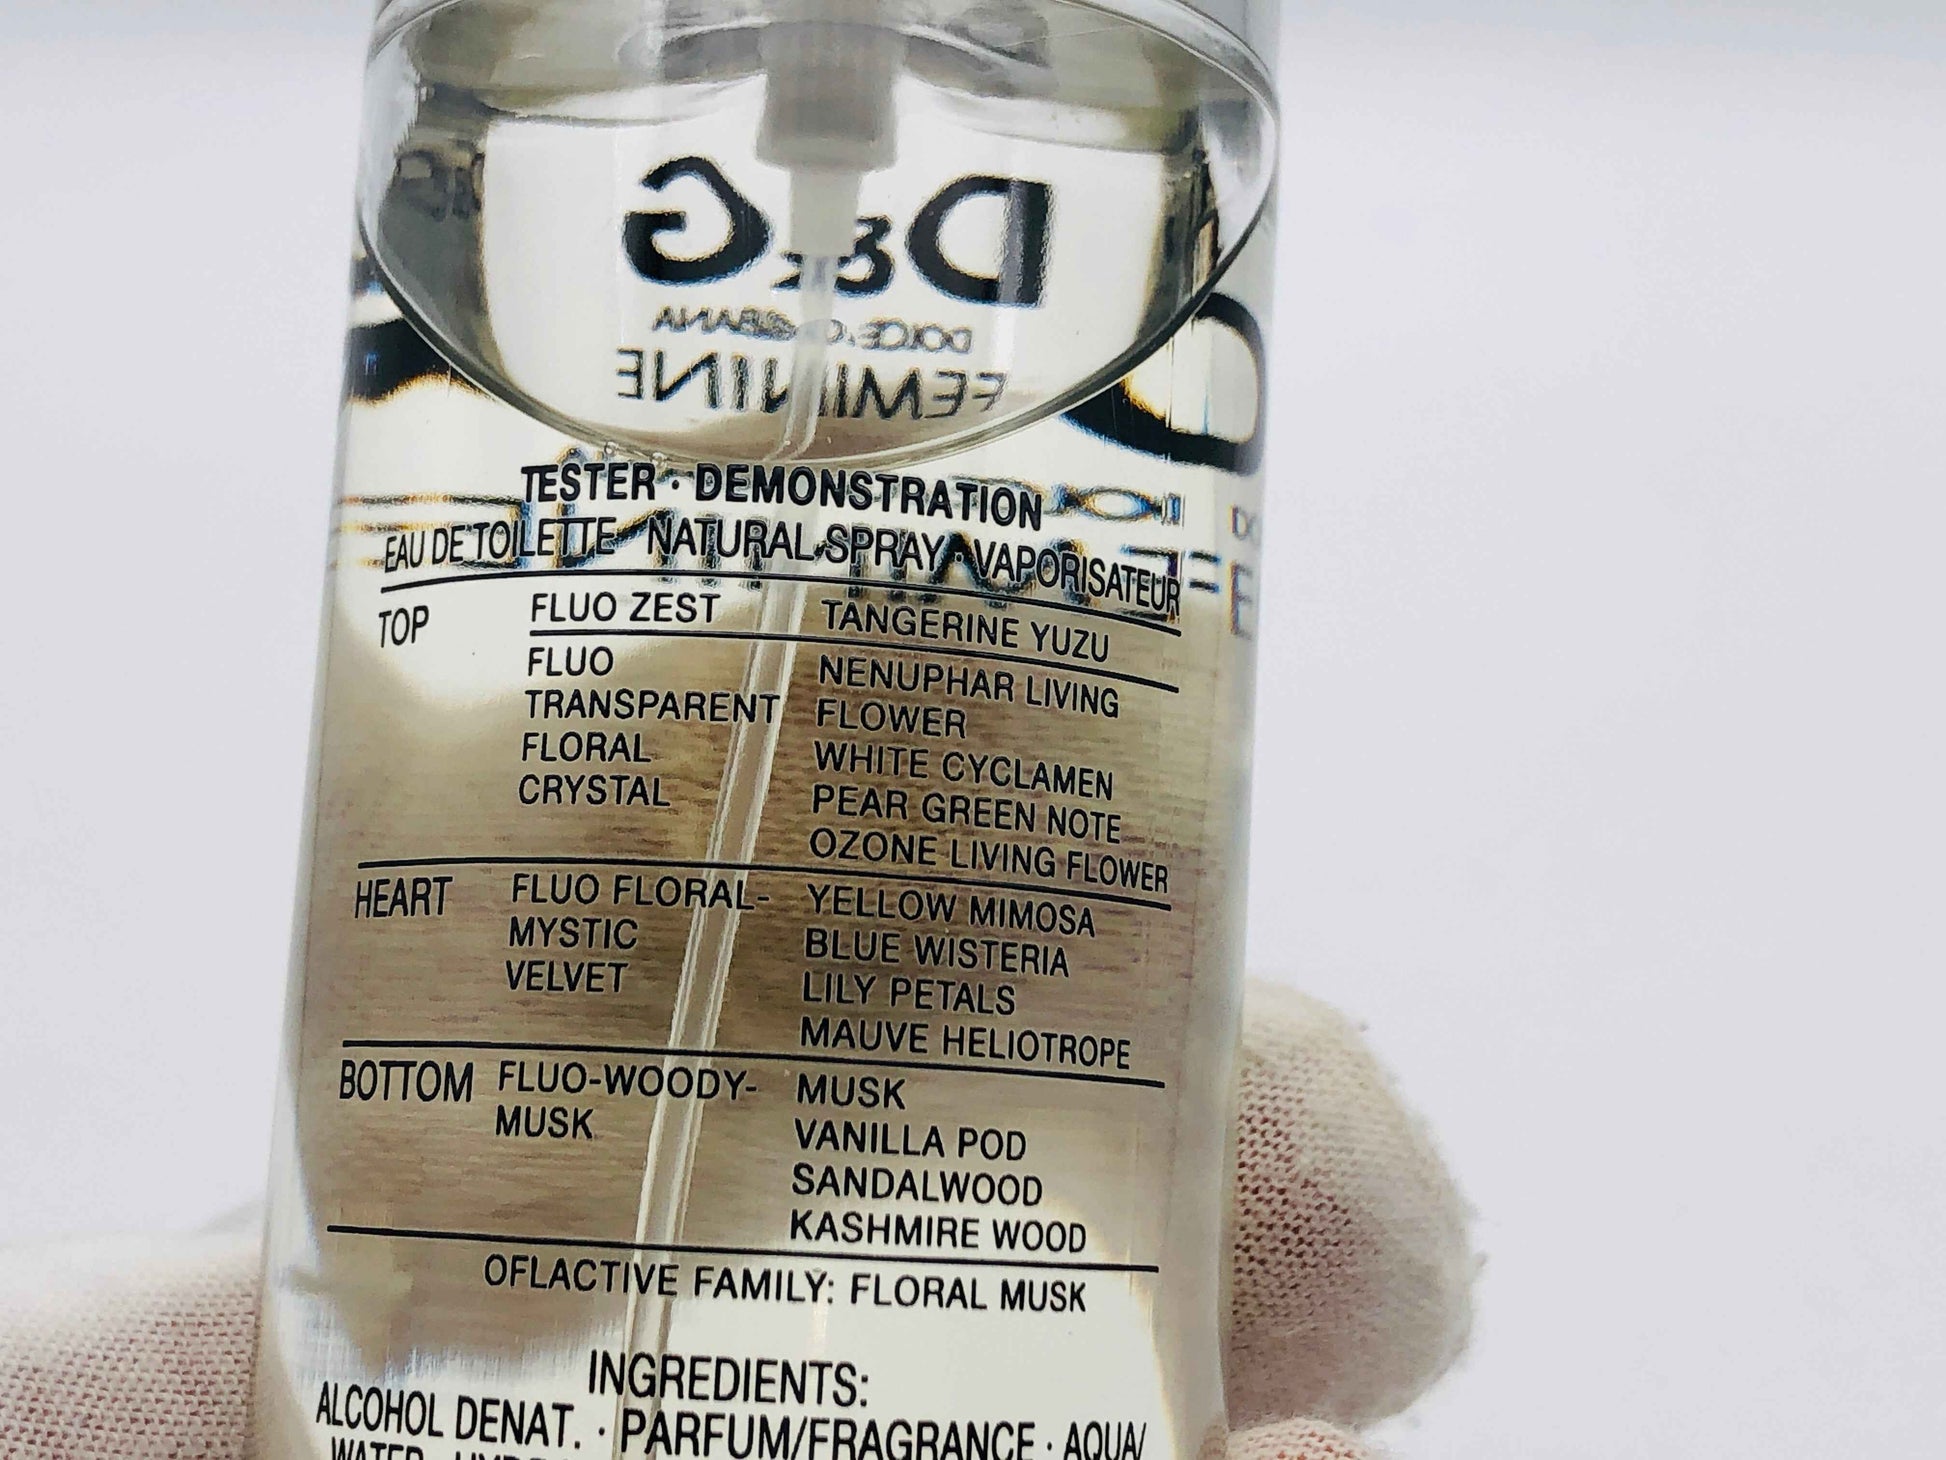 D&G
DOLCE & GABBANA
FEMININE
TESTER · DEMONSTRATION
EAU DE TOILETTE · NATURAL SPRAY · VAPORISATEUR
TOP FLUO ZEST TANGERINE YUZU
FLUO NENUPHAR LIVING
TRANSPARENT FLOWER
FLORAL WHITE CYCLAMEN
CRYSTAL PEAR GREEN NOTE
OZONE LIVING FLOWER
HEART FLUO FLORAL- YELLOW MIMOSA
MYSTIC BLUE WISTERIA
VELVET LILY PETALS
MAUVE HELIOTROPE
BOTTOM FLUO-WOODY- MUSK
MUSK VANILLA POD
SANDALWOOD
KASHMIRE WOOD
OFLACTIVE FAMILY: FLORAL MUSK
INGREDIENTS:
ALCOHOL DENAT. · PARFUM/FRAGRANCE · AQUA/
WATER